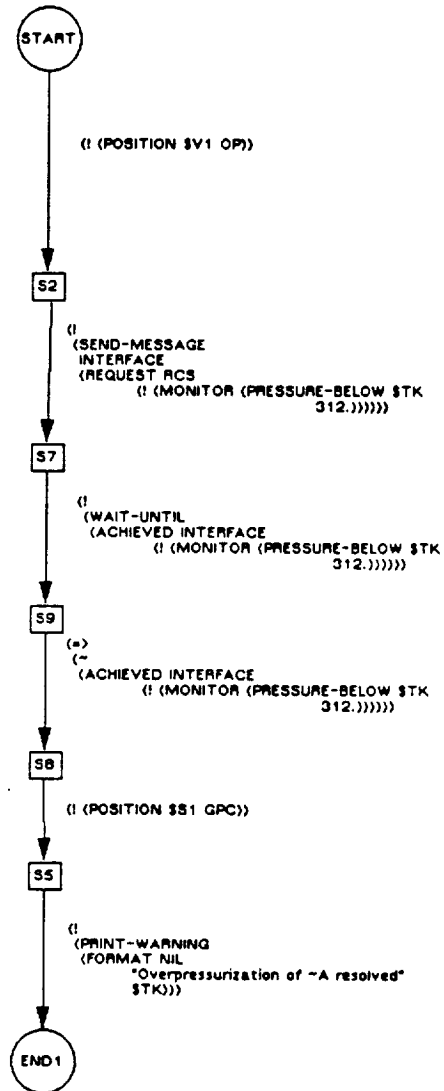 START
(! (POSITION $V1 OP))
S2
(!
(SEND-MESSAGE
INTERFACE
(REQUEST RCS
(! (MONITOR (PRESSURE-BELOW $TK
312.))))))
S7
(!
(WAIT-UNTIL
(ACHIEVED INTERFACE
(! (MONITOR (PRESSURE-BELOW $TK
312.))))))
S9
(=>
(~
(ACHIEVED INTERFACE
(! (MONITOR (PRESSURE-BELOW $TK
312.))))))
S8
(! (POSITION $S1 GPC))
S5
(!
(PRINT-WARNING
(FORMAT NIL
"Overpressurization of ~A resolved"
$TK)))
END1